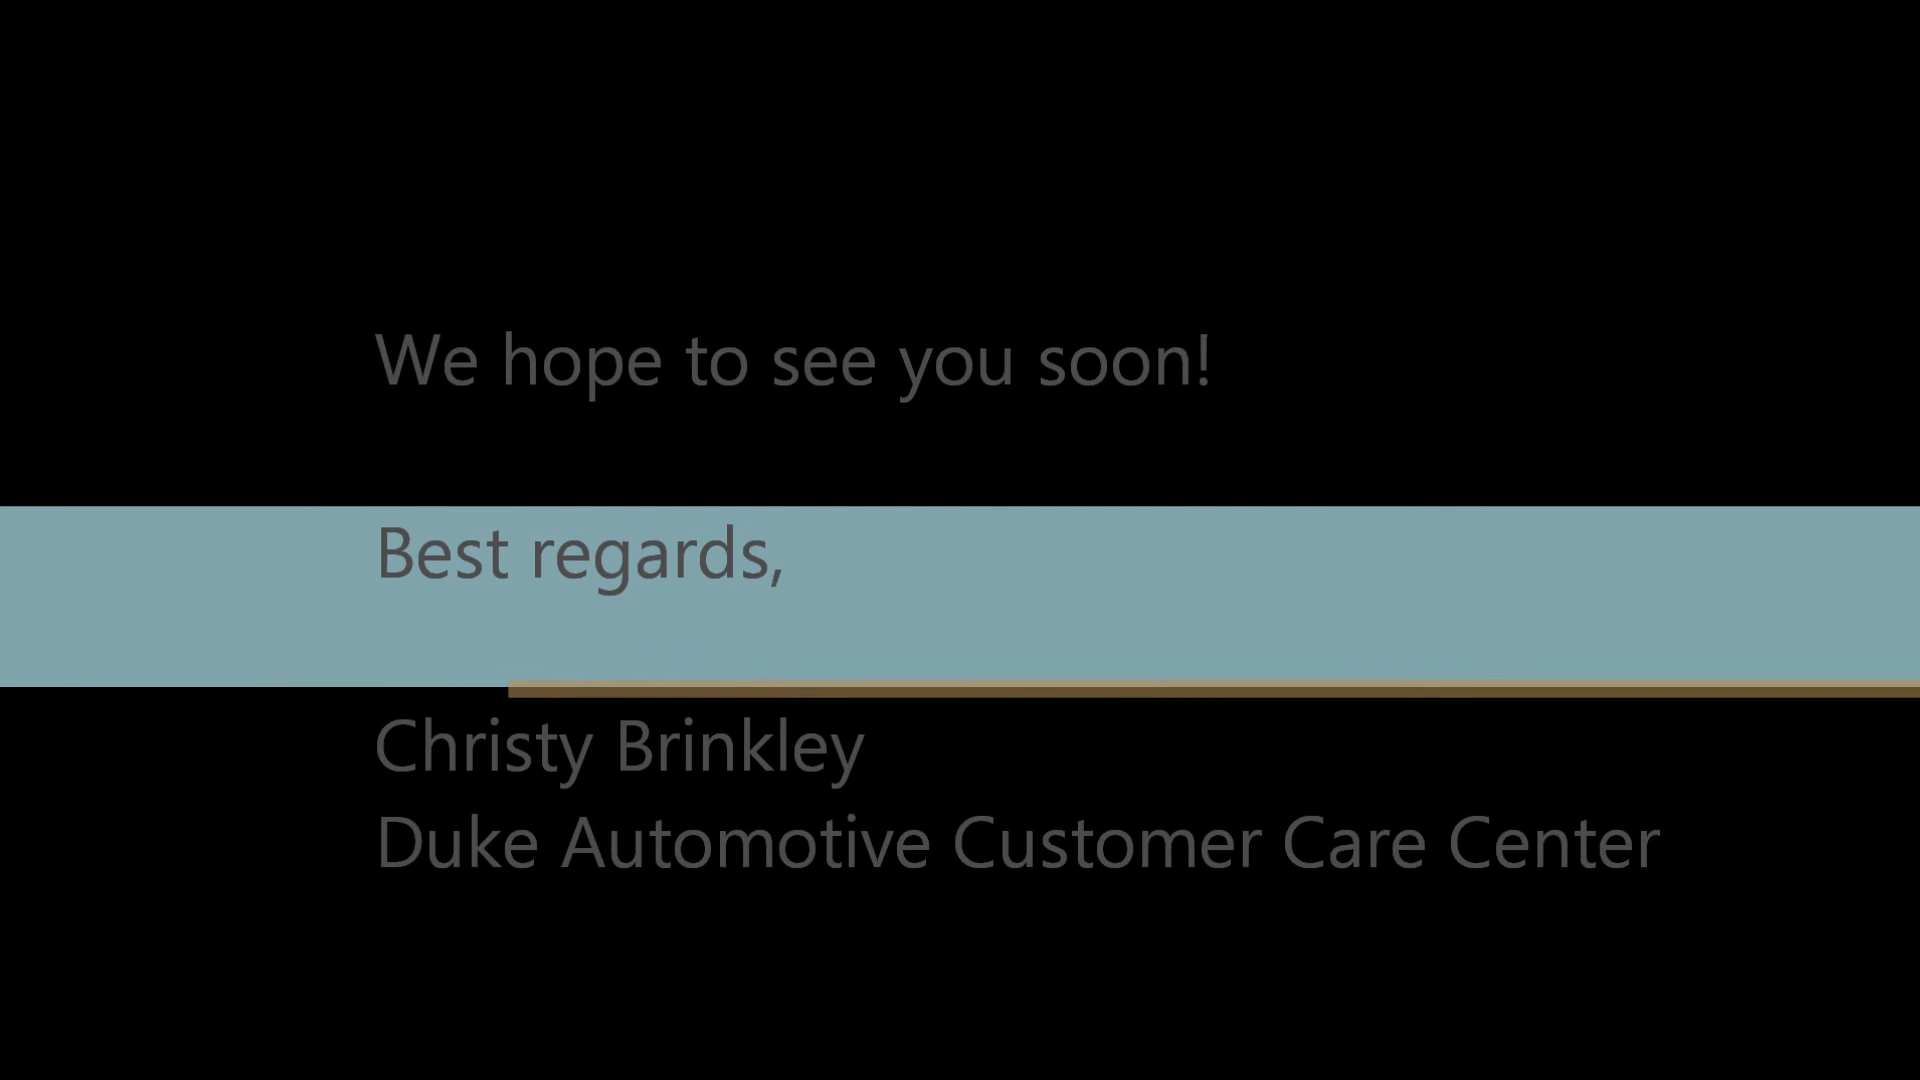 We hope to see you soon!
Best regards,
Christy Brinkley
Duke Automotive Customer Care Center